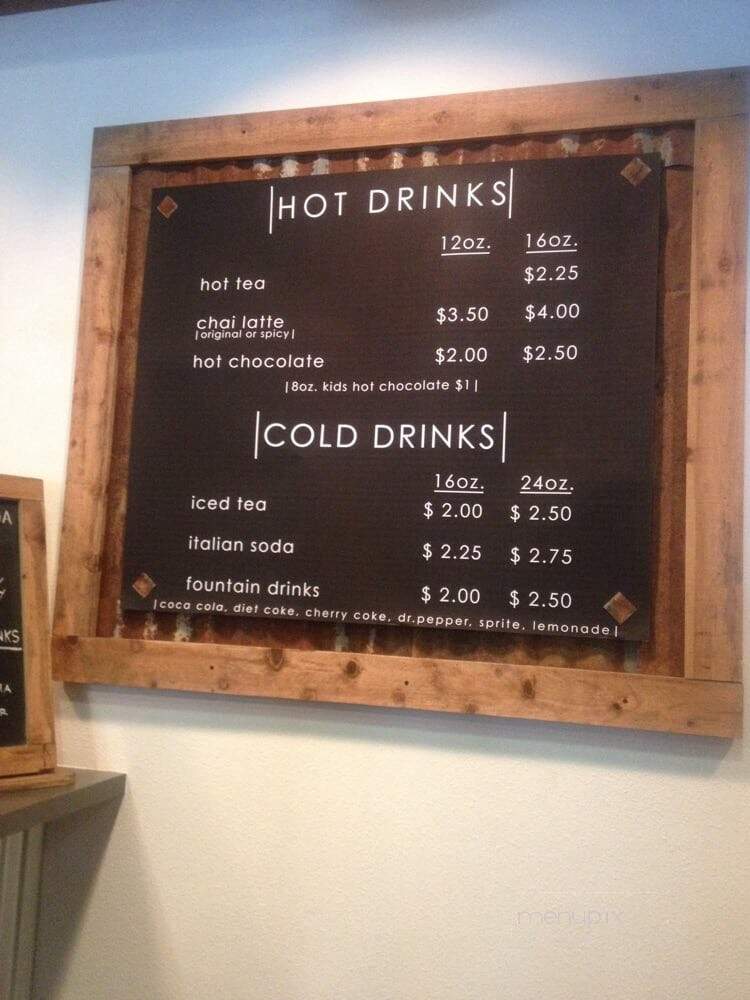 |HOT DRINKS|
12oz. 16oz.
hot tea $2.25
chai latte $3.50 $4.00
|original or spicy|
hot chocolate $2.00 $2.50
|8oz. kids hot chocolate $1|
|COLD DRINKS|
16oz. 24oz.
iced tea $ 2.00 $ 2.50
italian soda $ 2.25 $ 2.75
fountain drinks $ 2.00 $ 2.50
|coca cola, diet coke, cherry coke, dr.pepper, sprite, lemonade|
menupix